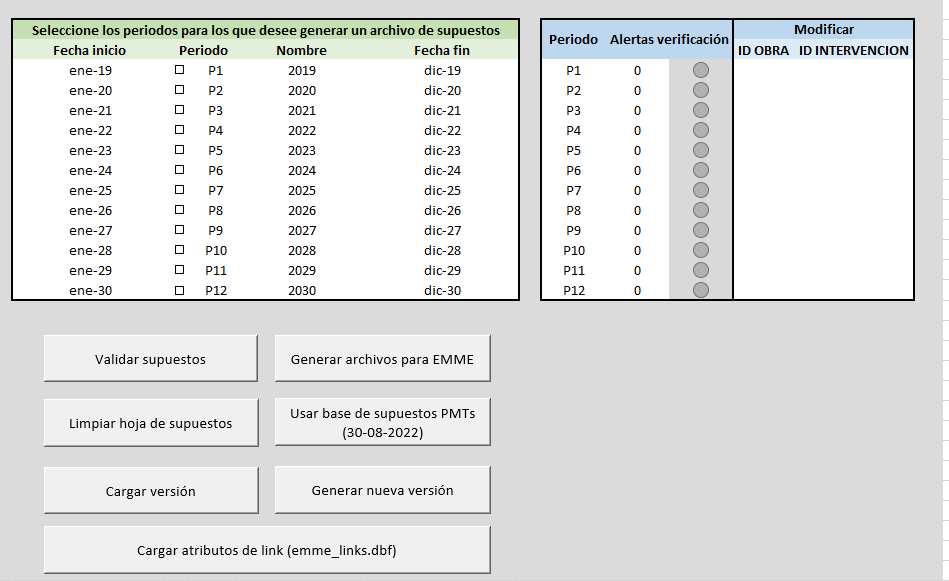 Seleccione los periodos para los que desee generar un archivo de supuestos
Fecha inicio Periodo Nombre Fecha fin
ene-19 P1 2019 dic-19
ene-20 P2 2020 dic-20
ene-21 P3 2021 dic-21
ene-22 P4 2022 dic-22
ene-23 P5 2023 dic-23
ene-24 P6 2024 dic-24
ene-25 P7 2025 dic-25
ene-26 P8 2026 dic-26
ene-27 P9 2027 dic-27
ene-28 P10 2028 dic-28
ene-29 P11 2029 dic-29
ene-30 P12 2030 dic-30
Periodo Alertas verificación Modificar
ID OBRA ID INTERVENCION
P1 0
P2 0
P3 0
P4 0
P5 0
P6 0
P7 0
P8 0
P9 0
P10 0
P11 0
P12 0
Validar supuestos
Generar archivos para EMME
Limpiar hoja de supuestos
Usar base de supuestos PMTs
(30-08-2022)
Cargar versión
Generar nueva versión
Cargar atributos de link (emme_links.dbf)